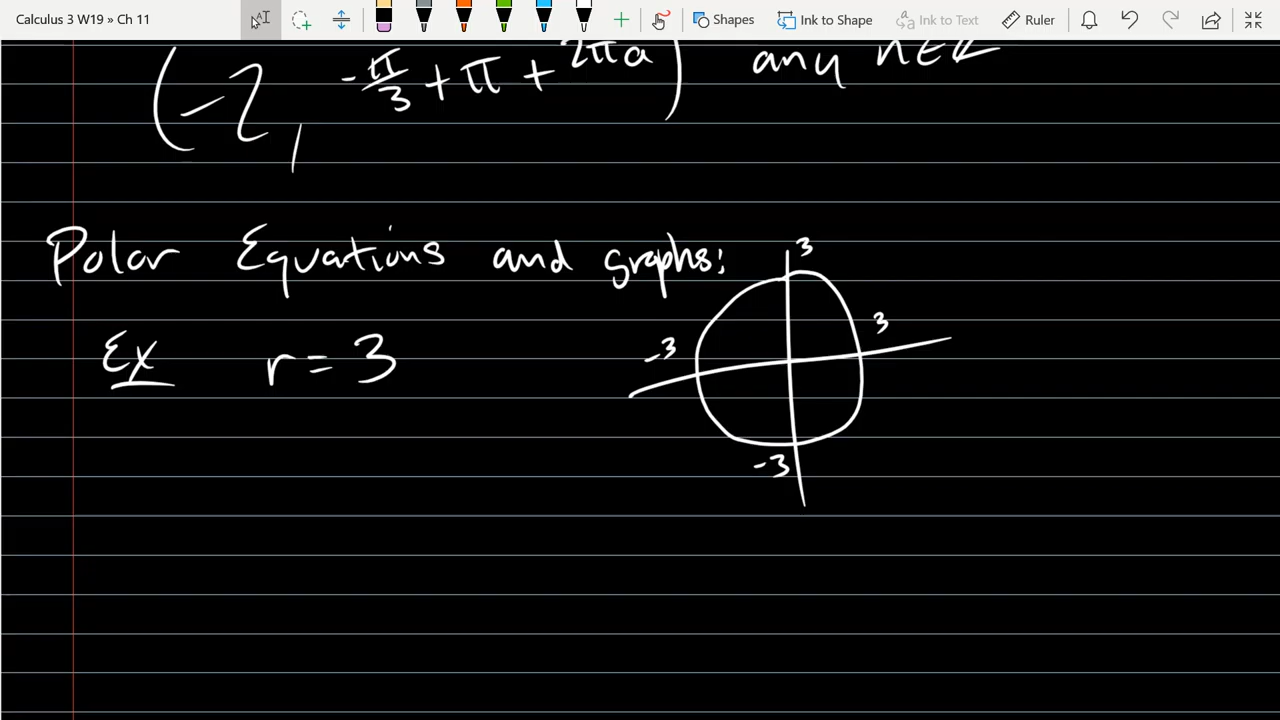 Calculus 3 W19 » Ch 11
Shapes Ink to Shape Ink to Text Ruler
(-2, -π/3 + π + 2πa) any n∈Z
Polar Equations and graphs:
3
3
-3
Ex r = 3
-3